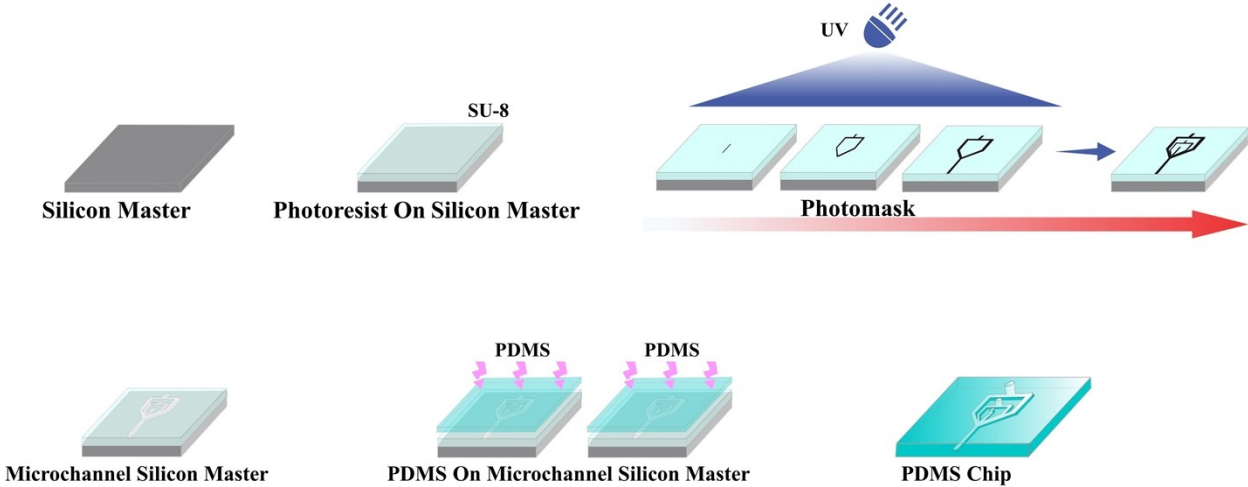 UV
SU-8
Silicon Master
Photoresist On Silicon Master
Photomask
PDMS
PDMS
Microchannel Silicon Master
PDMS On Microchannel Silicon Master
PDMS Chip